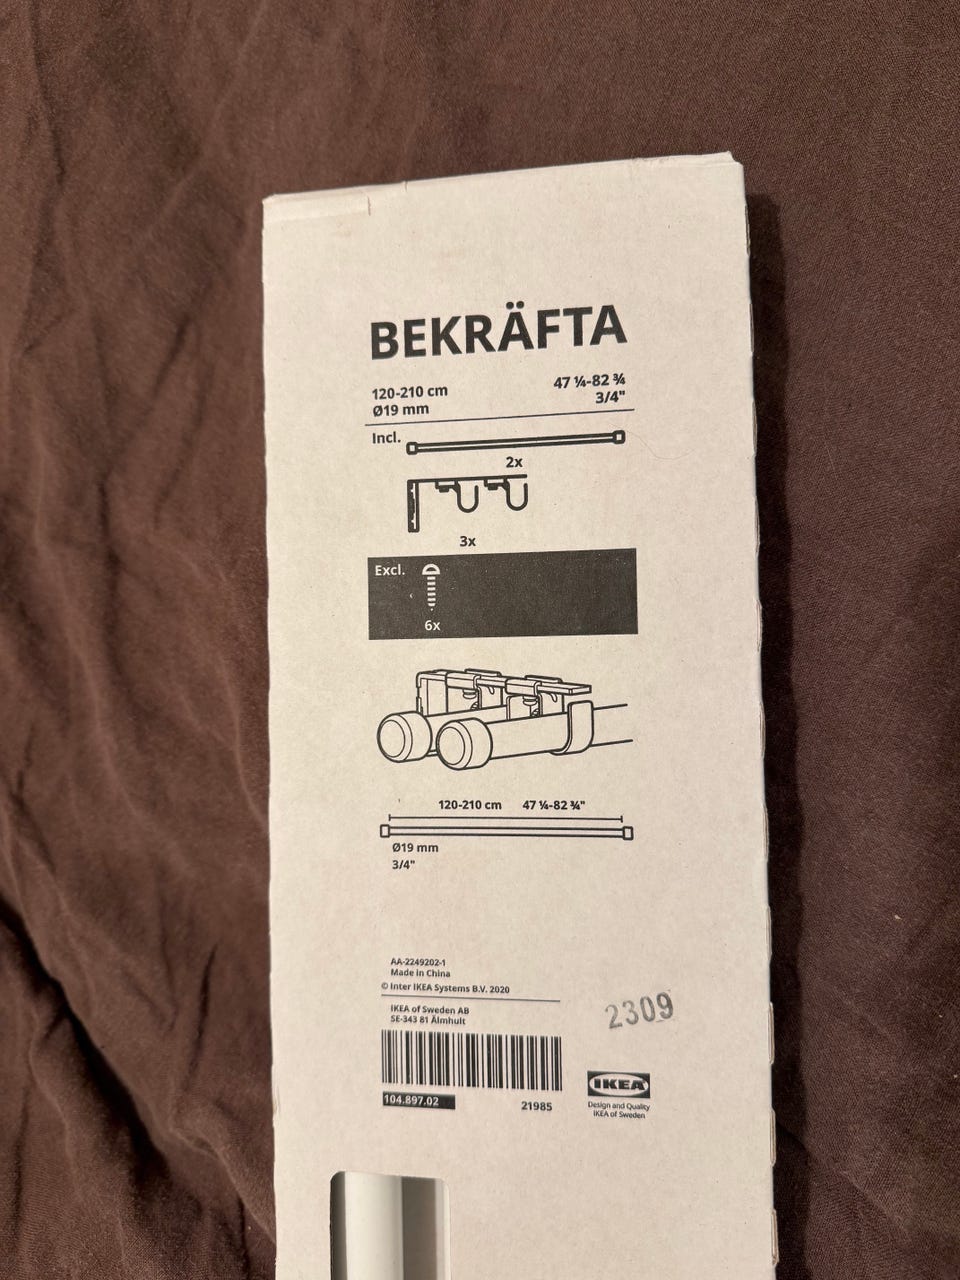 BEKRÄFTA
120-210 cm 47 ¼-82 ¾
Ø19 mm 3/4"
Incl.
2x
3x
Excl.
6x
120-210 cm 47 ¼-82 ¾"
Ø19 mm
3/4"
AA-2249202-1
Made in China
© Inter IKEA Systems B.V. 2020
IKEA of Sweden AB
SE-343 81 Älmhult
2309
104.897.02 21985
IKEA
Design and Quality
IKEA of Sweden